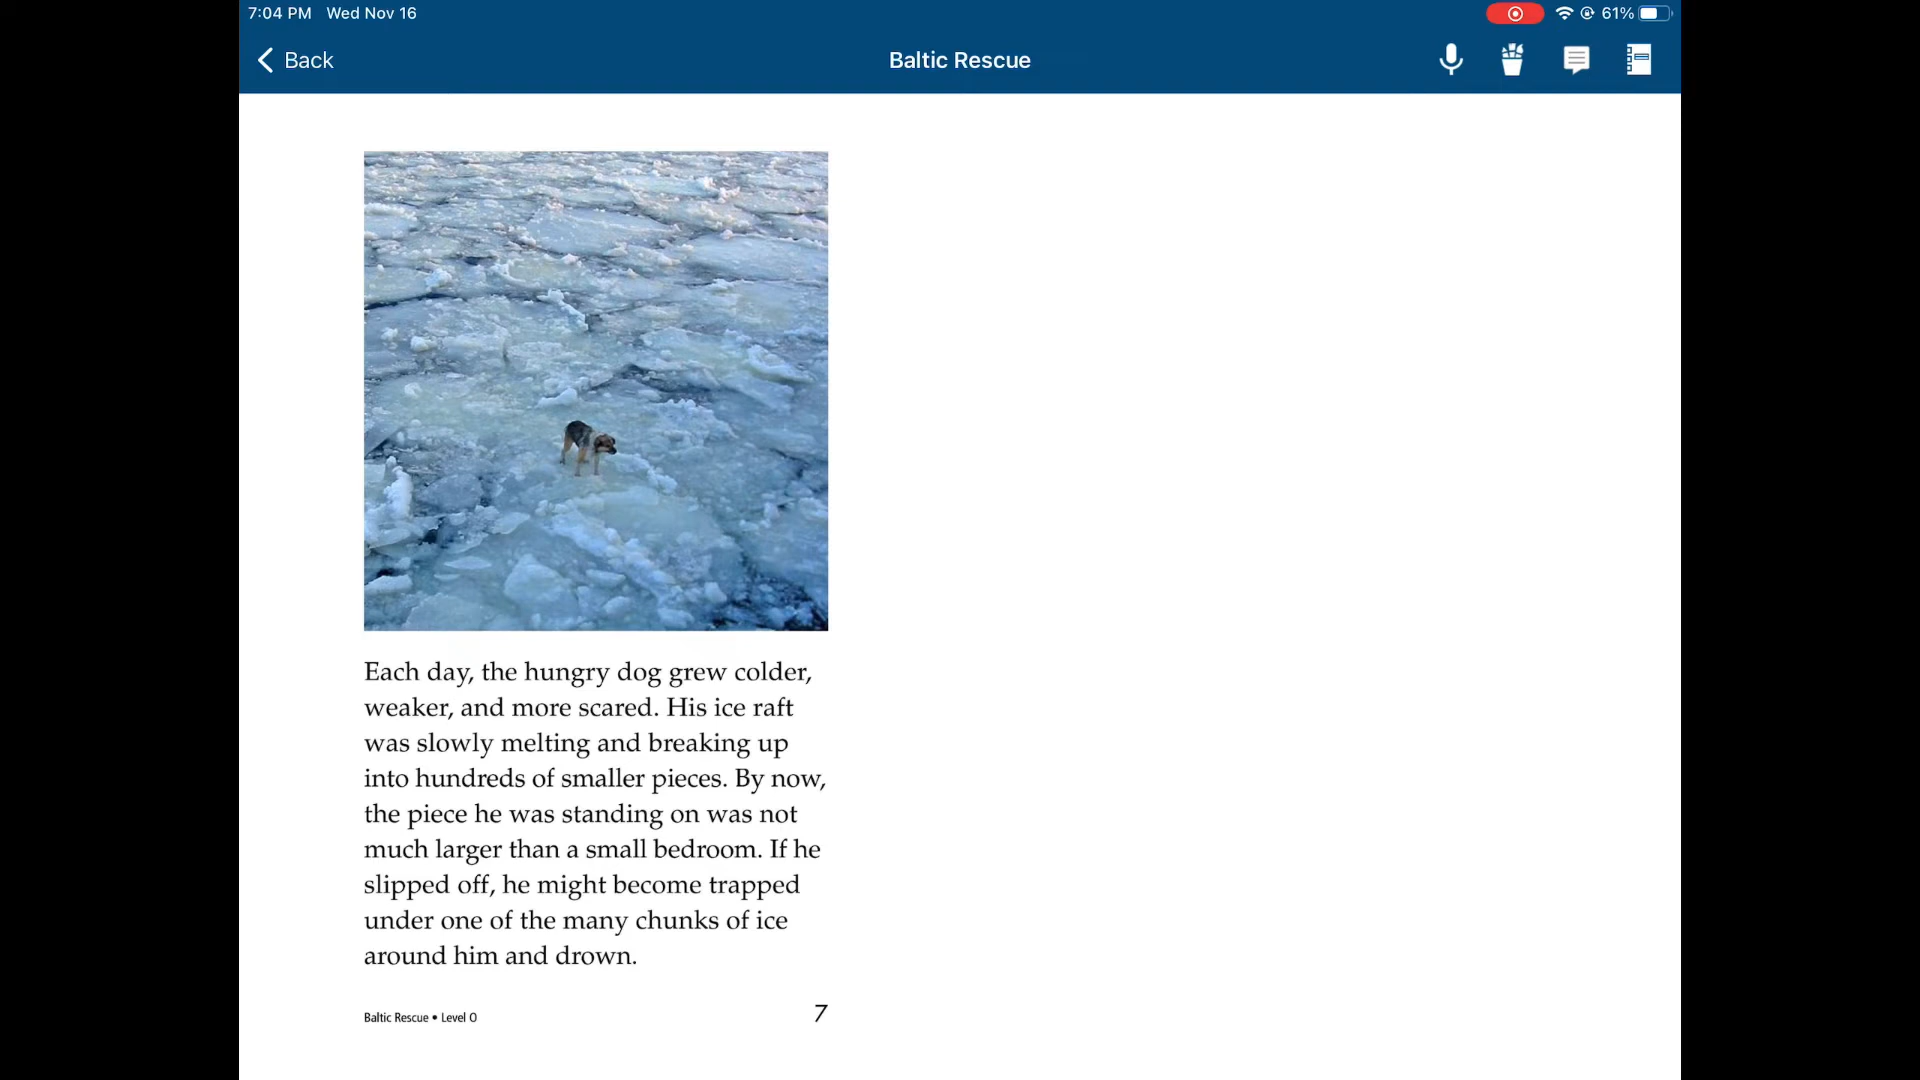 7:04 PM Wed Nov 16
61%
Back
Baltic Rescue
Each day, the hungry dog grew colder,
weaker, and more scared. His ice raft
was slowly melting and breaking up
into hundreds of smaller pieces. By now,
the piece he was standing on was not
much larger than a small bedroom. If he
slipped off, he might become trapped
under one of the many chunks of ice
around him and drown.
Baltic Rescue • Level O
7